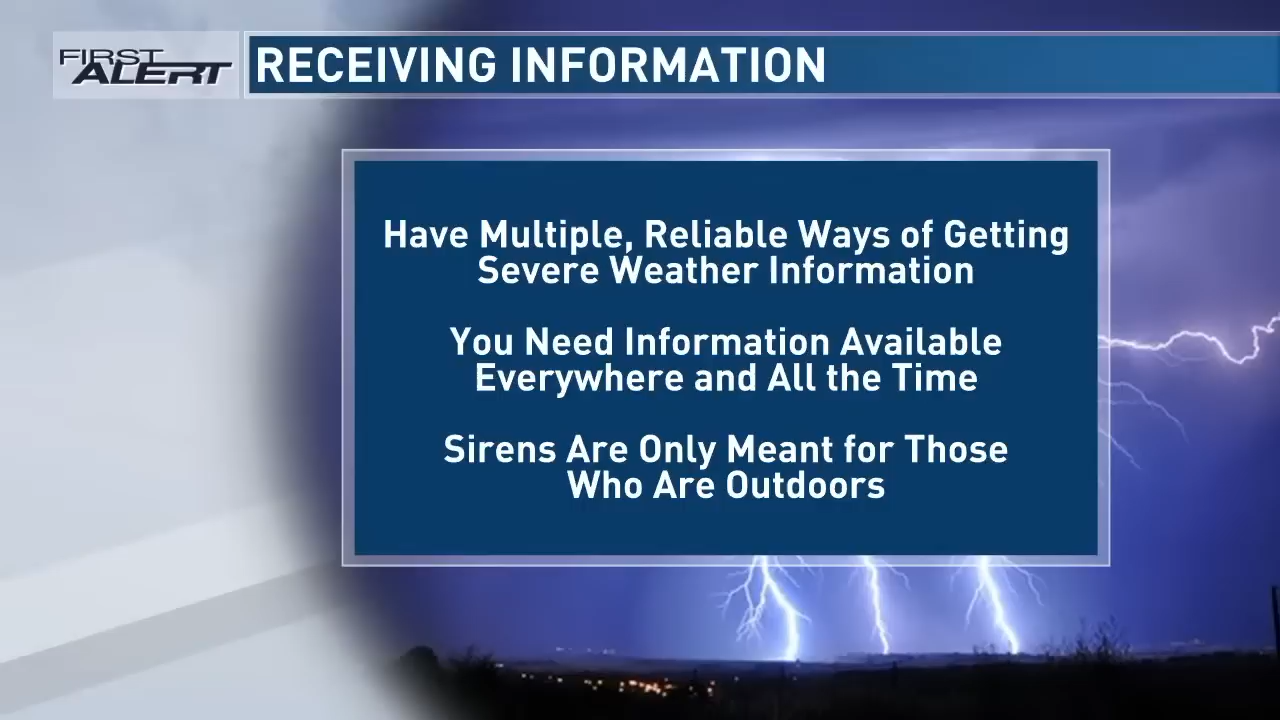 FIRST
ALERT
RECEIVING INFORMATION
Have Multiple, Reliable Ways of Getting
Severe Weather Information
You Need Information Available
Everywhere and All the Time
Sirens Are Only Meant for Those
Who Are Outdoors